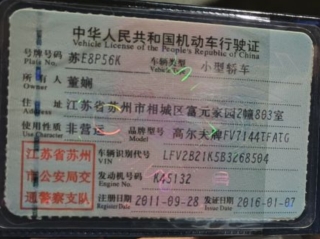 中华人民共和国机动车行驶证
Vehicle License of the People's Republic of China
号牌号码 苏E8P56K 车辆类型 小型轿车
Plate No. Vehicle Type
所有人 董娴
Owner
住址 江苏省苏州市相城区富元家园2幢803室
Address
使用性质 非营运 品牌型号 高尔夫牌FV7144TFATG
Use Character Model
江苏省苏州 车辆识别代号 LFV2B21K5B3268504
VIN
市公安局交 发动机号码 K45132
Engine No.
通警察支队 注册日期 2011-09-28 发证日期 2016-01-07
Register Date Issue Date